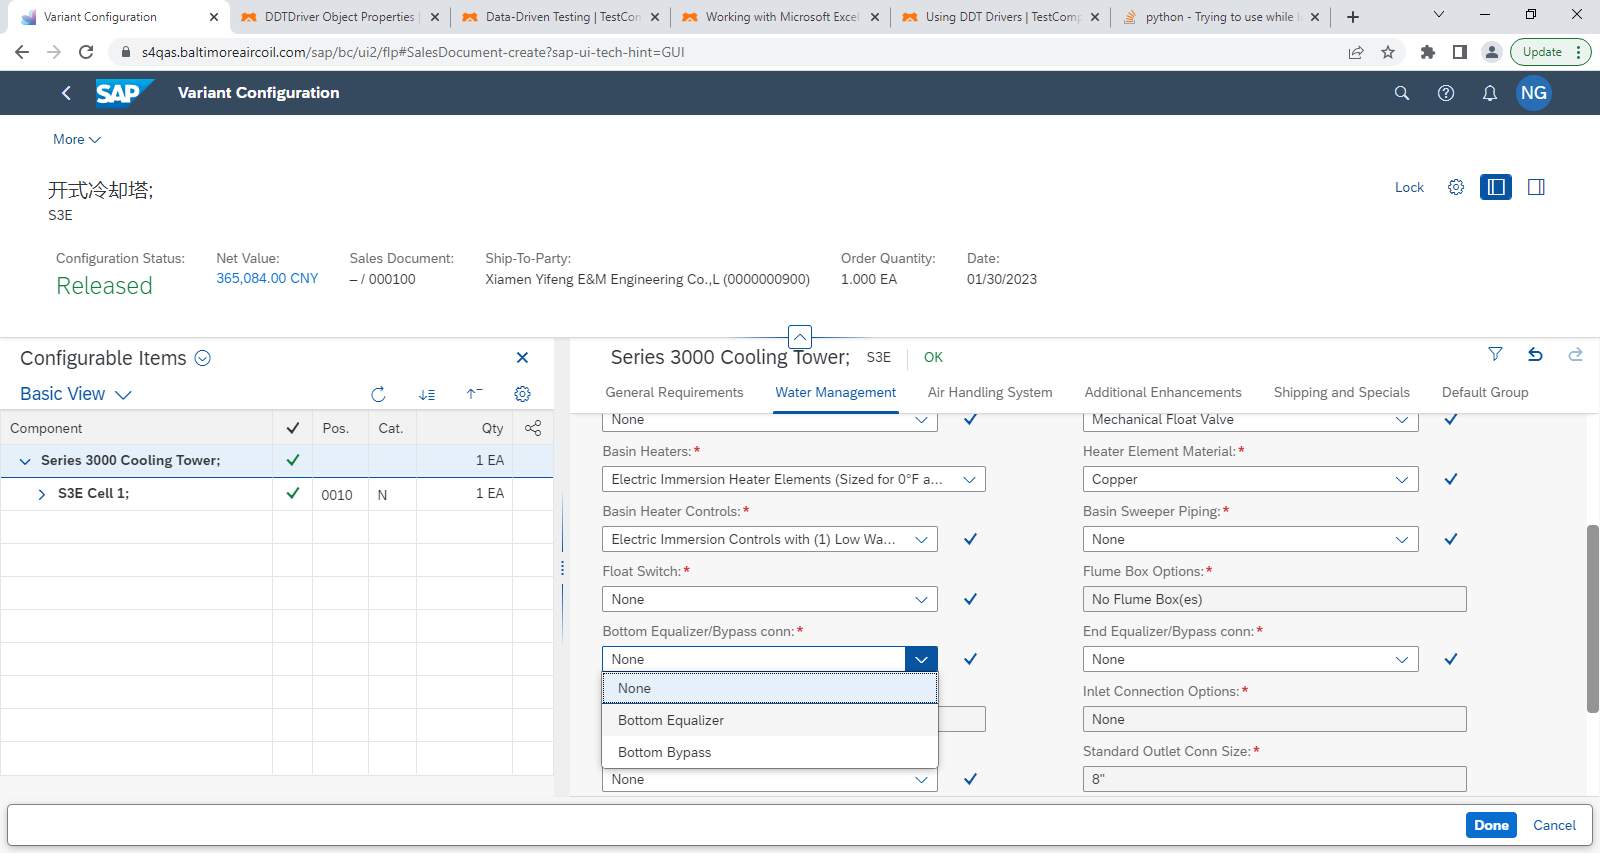 Variant Configuration
DDTDriver Object Properties
Data-Driven Testing | TestCom
Working with Microsoft Excel
Using DDT Drivers | TestComp
python - Trying to use while l
s4qas.baltimoreaircoil.com/sap/bc/ui2/flp#SalesDocument-create?sap-ui-tech-hint=GUI
Update
SAP
Variant Configuration
NG
More
开式冷却塔;
S3E
Lock
Configuration Status:
Net Value:
Sales Document:
Ship-To-Party:
Order Quantity:
Date:
Released
365,084.00 CNY
– / 000100
Xiamen Yifeng E&M Engineering Co.,L (0000000900)
1.000 EA
01/30/2023
Configurable Items
Basic View
Component
Pos.
Cat.
Qty
Series 3000 Cooling Tower;
1 EA
S3E Cell 1;
0010
N
1 EA
Series 3000 Cooling Tower;
S3E
OK
General Requirements
Water Management
Air Handling System
Additional Enhancements
Shipping and Specials
Default Group
None
Mechanical Float Valve
Basin Heaters:*
Heater Element Material:*
Electric Immersion Heater Elements (Sized for 0°F a...
Copper
Basin Heater Controls:*
Basin Sweeper Piping:*
Electric Immersion Controls with (1) Low Wa...
None
Float Switch:*
Flume Box Options:*
None
No Flume Box(es)
Bottom Equalizer/Bypass conn:*
End Equalizer/Bypass conn:*
None
None
None
Inlet Connection Options:*
Bottom Equalizer
None
Bottom Bypass
Standard Outlet Conn Size:*
None
8"
Done
Cancel